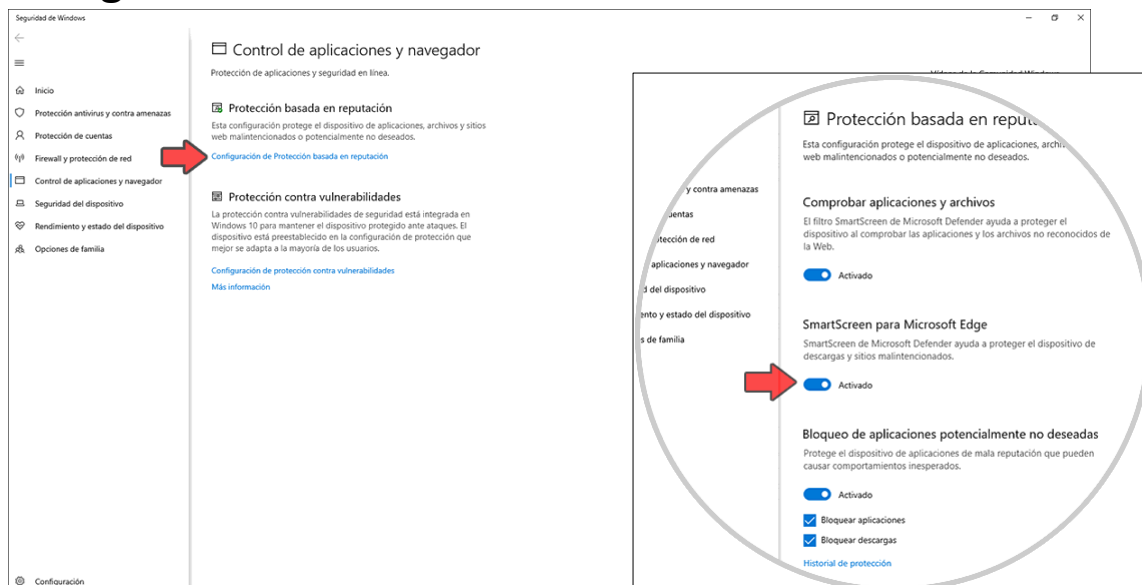 Seguridad de Windows
Inicio
Protección antivirus y contra amenazas
Protección de cuentas
Firewall y protección de red
Control de aplicaciones y navegador
Seguridad del dispositivo
Rendimiento y estado del dispositivo
Opciones de familia
Configuración
Control de aplicaciones y navegador
Protección de aplicaciones y seguridad en línea.
Protección basada en reputación
Esta configuración protege el dispositivo de aplicaciones, archivos y sitios
web malintencionados o potencialmente no deseados.
Configuración de Protección basada en reputación
Protección contra vulnerabilidades
La protección contra vulnerabilidades de seguridad está integrada en
Windows 10 para mantener el dispositivo protegido ante ataques. El
dispositivo está preestablecido en la configuración de protección que
mejor se adapta a la mayoría de los usuarios.
Configuración de protección contra vulnerabilidades
Más información
y contra amenazas
uentas
tección de red
aplicaciones y navegador
d del dispositivo
ento y estado del dispositivo
s de familia
Protección basada en reput
Esta configuración protege el dispositivo de aplicaciones, archi
web malintencionados o potencialmente no deseados.
Comprobar aplicaciones y archivos
El filtro SmartScreen de Microsoft Defender ayuda a proteger el
dispositivo al comprobar las aplicaciones y los archivos no reconocidos de
la Web.
Activado
SmartScreen para Microsoft Edge
SmartScreen de Microsoft Defender ayuda a proteger el dispositivo de
descargas y sitios malintencionados.
Activado
Bloqueo de aplicaciones potencialmente no deseadas
Protege el dispositivo de aplicaciones de mala reputación que pueden
causar comportamientos inesperados.
Activado
Bloquear aplicaciones
Bloquear descargas
Historial de protección